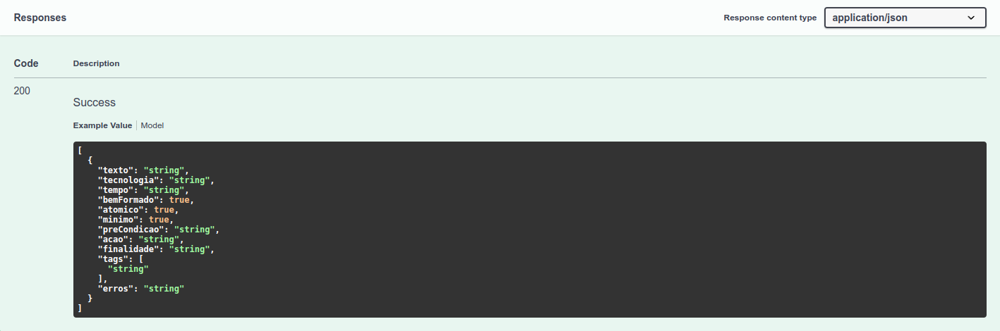 Responses
Response content type
application/json
Code
Description
200
Success
Example Value
Model
[
  {
    "texto": "string",
    "tecnologia": "string",
    "tempo": "string",
    "bemFormado": true,
    "atomico": true,
    "minimo": true,
    "preCondicao": "string",
    "acao": "string",
    "finalidade": "string",
    "tags": [
      "string"
    ],
    "erros": "string"
  }
]